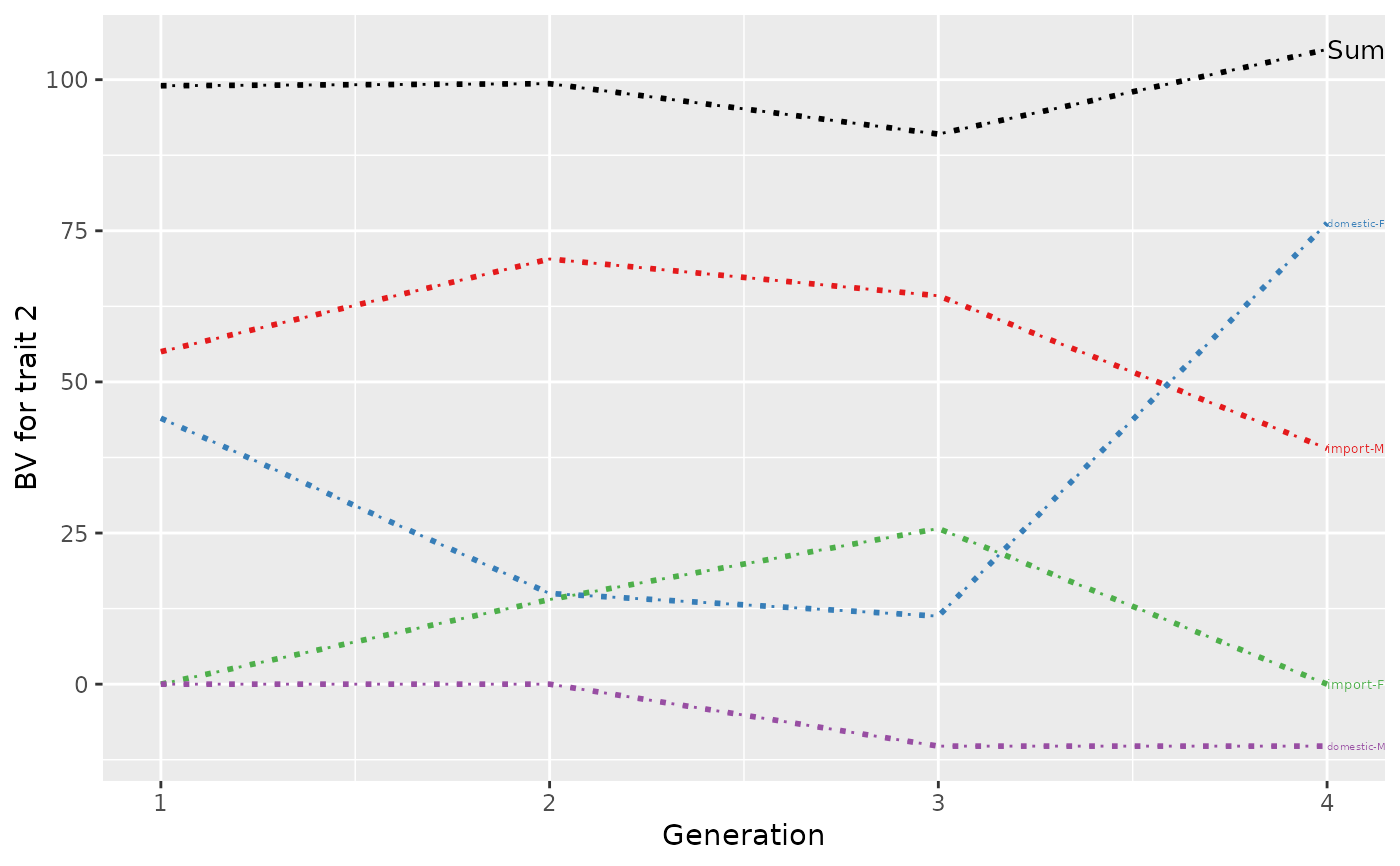 100
75
50
25
0
BV for trait 2
Sum
domestic-F
import-M
import-F
domestic-M
1 2 3 4
Generation